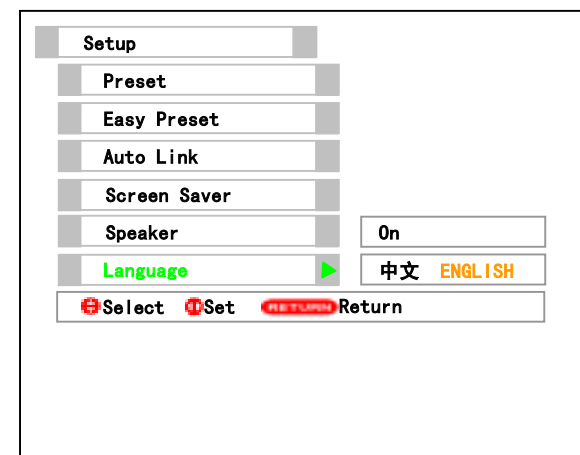 Setup
Preset
Easy Preset
Auto Link
Screen Saver
Speaker On
Language 中文 ENGLISH
Select Set RETURN Return